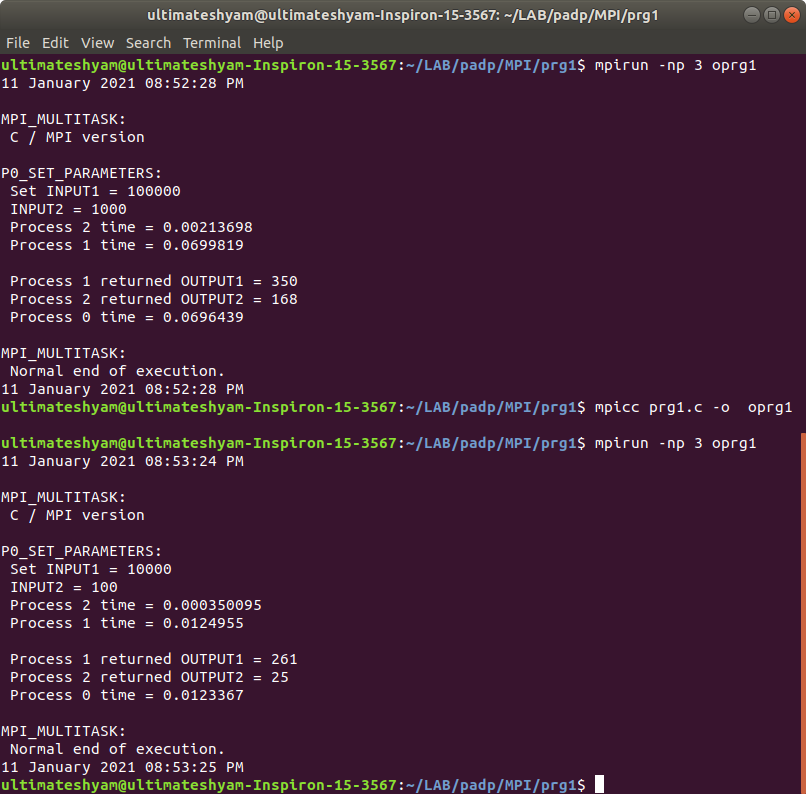 ultimateshyam@ultimateshyam-Inspiron-15-3567: ~/LAB/padp/MPI/prg1
File Edit View Search Terminal Help
ultimateshyam@ultimateshyam-Inspiron-15-3567:~/LAB/padp/MPI/prg1$ mpirun -np 3 oprg1
11 January 2021 08:52:28 PM
MPI_MULTITASK:
C / MPI version
P0_SET_PARAMETERS:
Set INPUT1 = 100000
INPUT2 = 1000
Process 2 time = 0.00213698
Process 1 time = 0.0699819
Process 1 returned OUTPUT1 = 350
Process 2 returned OUTPUT2 = 168
Process 0 time = 0.0696439
MPI_MULTITASK:
Normal end of execution.
11 January 2021 08:52:28 PM
ultimateshyam@ultimateshyam-Inspiron-15-3567:~/LAB/padp/MPI/prg1$ mpicc prg1.c -o  oprg1
ultimateshyam@ultimateshyam-Inspiron-15-3567:~/LAB/padp/MPI/prg1$ mpirun -np 3 oprg1
11 January 2021 08:53:24 PM
MPI_MULTITASK:
C / MPI version
P0_SET_PARAMETERS:
Set INPUT1 = 10000
INPUT2 = 100
Process 2 time = 0.000350095
Process 1 time = 0.0124955
Process 1 returned OUTPUT1 = 261
Process 2 returned OUTPUT2 = 25
Process 0 time = 0.0123367
MPI_MULTITASK:
Normal end of execution.
11 January 2021 08:53:25 PM
ultimateshyam@ultimateshyam-Inspiron-15-3567:~/LAB/padp/MPI/prg1$